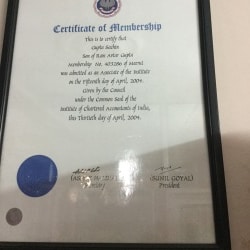 Certificate of Membership
This is to certify that
Gupta Sachin
Son of Ram Avtar Gupta
Membership No. of Meerut
was admitted as an Associate of the Institute
on the Fifteenth day of April, 2004.
Given by the Council
under the Common Seal of the
Institute of Chartered Accountants of India,
this Thirtieth day of April, 2004.
(SUNIL GOYAL)
Secretary
President